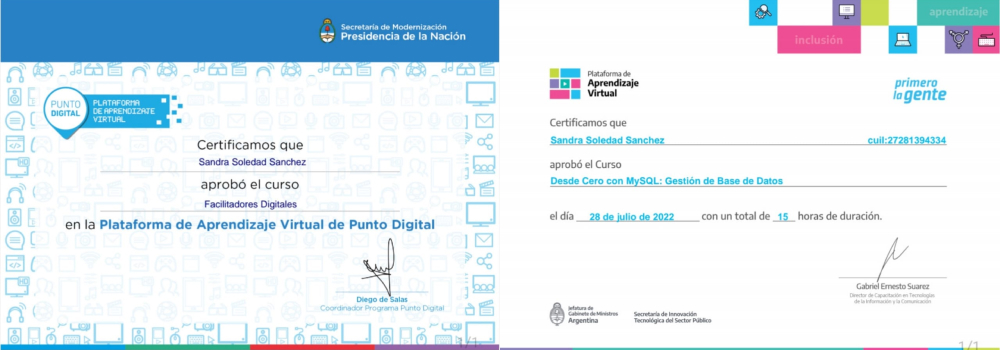 Secretaría de Modernización
Presidencia de la Nación
PUNTO
DIGITAL
PLATAFORMA
DE APRENDIZAJE
VIRTUAL
Certificamos que
Sandra Soledad Sanchez
aprobó el curso
Facilitadores Digitales
en la Plataforma de Aprendizaje Virtual de Punto Digital
Diego de Salas
Coordinador Programa Punto Digital
1/1
aprendizaje
inclusión
Plataforma de
Aprendizaje
Virtual
primero
la gente
Certificamos que
Sandra Soledad Sanchez cuil:27281394334
aprobó el Curso
Desde Cero con MySQL: Gestión de Base de Datos
el día 28 de julio de 2022 con un total de 15 horas de duración.
Gabriel Ernesto Suarez
Director de Capacitación en Tecnologías
de la Información y la Comunicación
Jefatura de
Gabinete de Ministros
Argentina
Secretaría de Innovación
Tecnológica del Sector Público
1/1